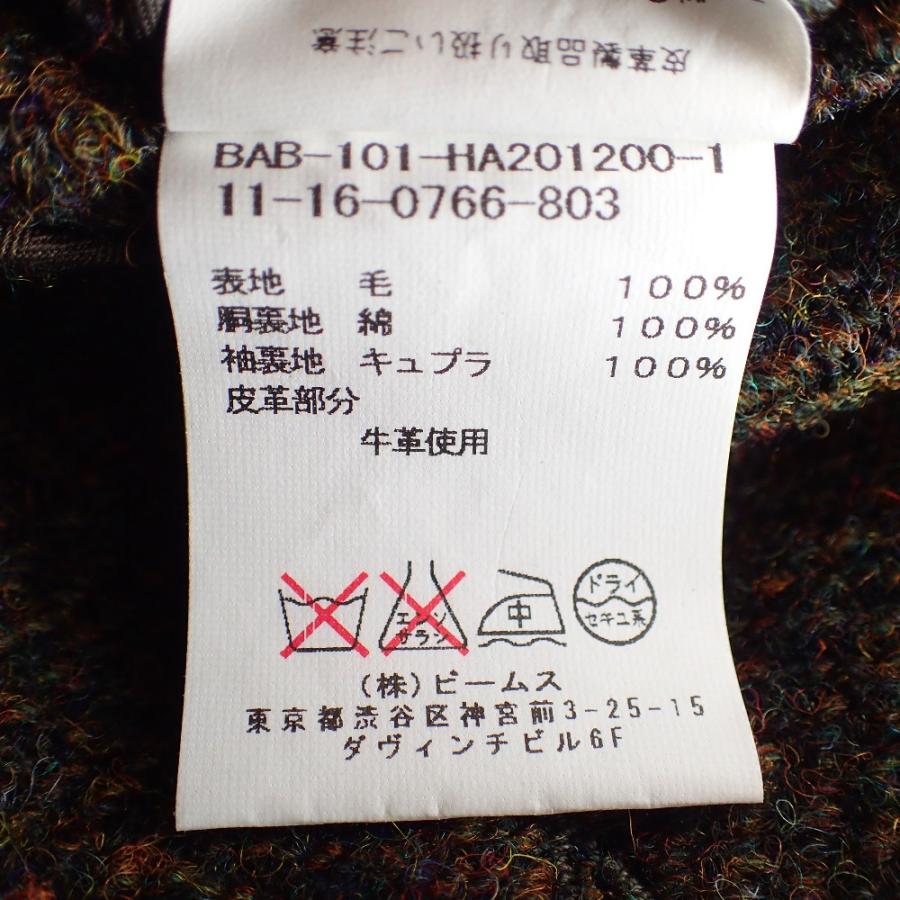 皮革製品取り扱いご注意
BAB-101-HA201200-1
11-16-0766-803
表地 毛 100%
胴裏地 綿 100%
袖裏地 キュプラ 100%
皮革部分
牛革使用
エンソ
サラシ
中
ドライ
セキユ系
(株)ビームス
東京都渋谷区神宮前3-25-15
ダヴィンチビル6F